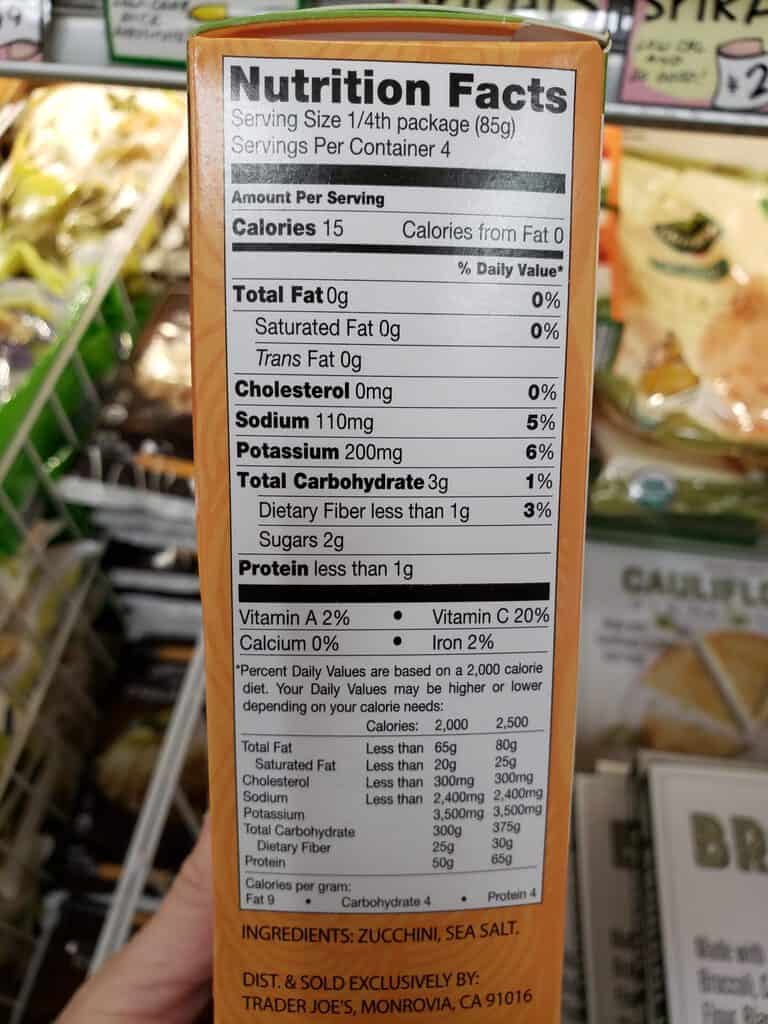 SPIRA
LOW CAL
$2
99
Nutrition Facts
Serving Size 1/4th package (85g)
Servings Per Container 4
Amount Per Serving
Calories 15 Calories from Fat 0
% Daily Value*
Total Fat 0g 0%
Saturated Fat 0g 0%
Trans Fat 0g
Cholesterol 0mg 0%
Sodium 110mg 5%
Potassium 200mg 6%
Total Carbohydrate 3g 1%
Dietary Fiber less than 1g 3%
Sugars 2g
Protein less than 1g
Vitamin A 2% • Vitamin C 20%
Calcium 0% • Iron 2%
*Percent Daily Values are based on a 2,000 calorie
diet. Your Daily Values may be higher or lower
depending on your calorie needs:
Calories: 2,000 2,500
Total Fat Less than 65g 80g
Saturated Fat Less than 20g 25g
Cholesterol Less than 300mg 300mg
Sodium Less than 2,400mg 2,400mg
Potassium 3,500mg 3,500mg
Total Carbohydrate 300g 375g
Dietary Fiber 25g 30g
Protein 50g 65g
Calories per gram:
Fat 9 • Carbohydrate 4 • Protein 4
INGREDIENTS: ZUCCHINI, SEA SALT.
DIST. & SOLD EXCLUSIVELY BY:
TRADER JOE'S, MONROVIA, CA 91016
CAULIFLO
BR
Made with
Broccoli,